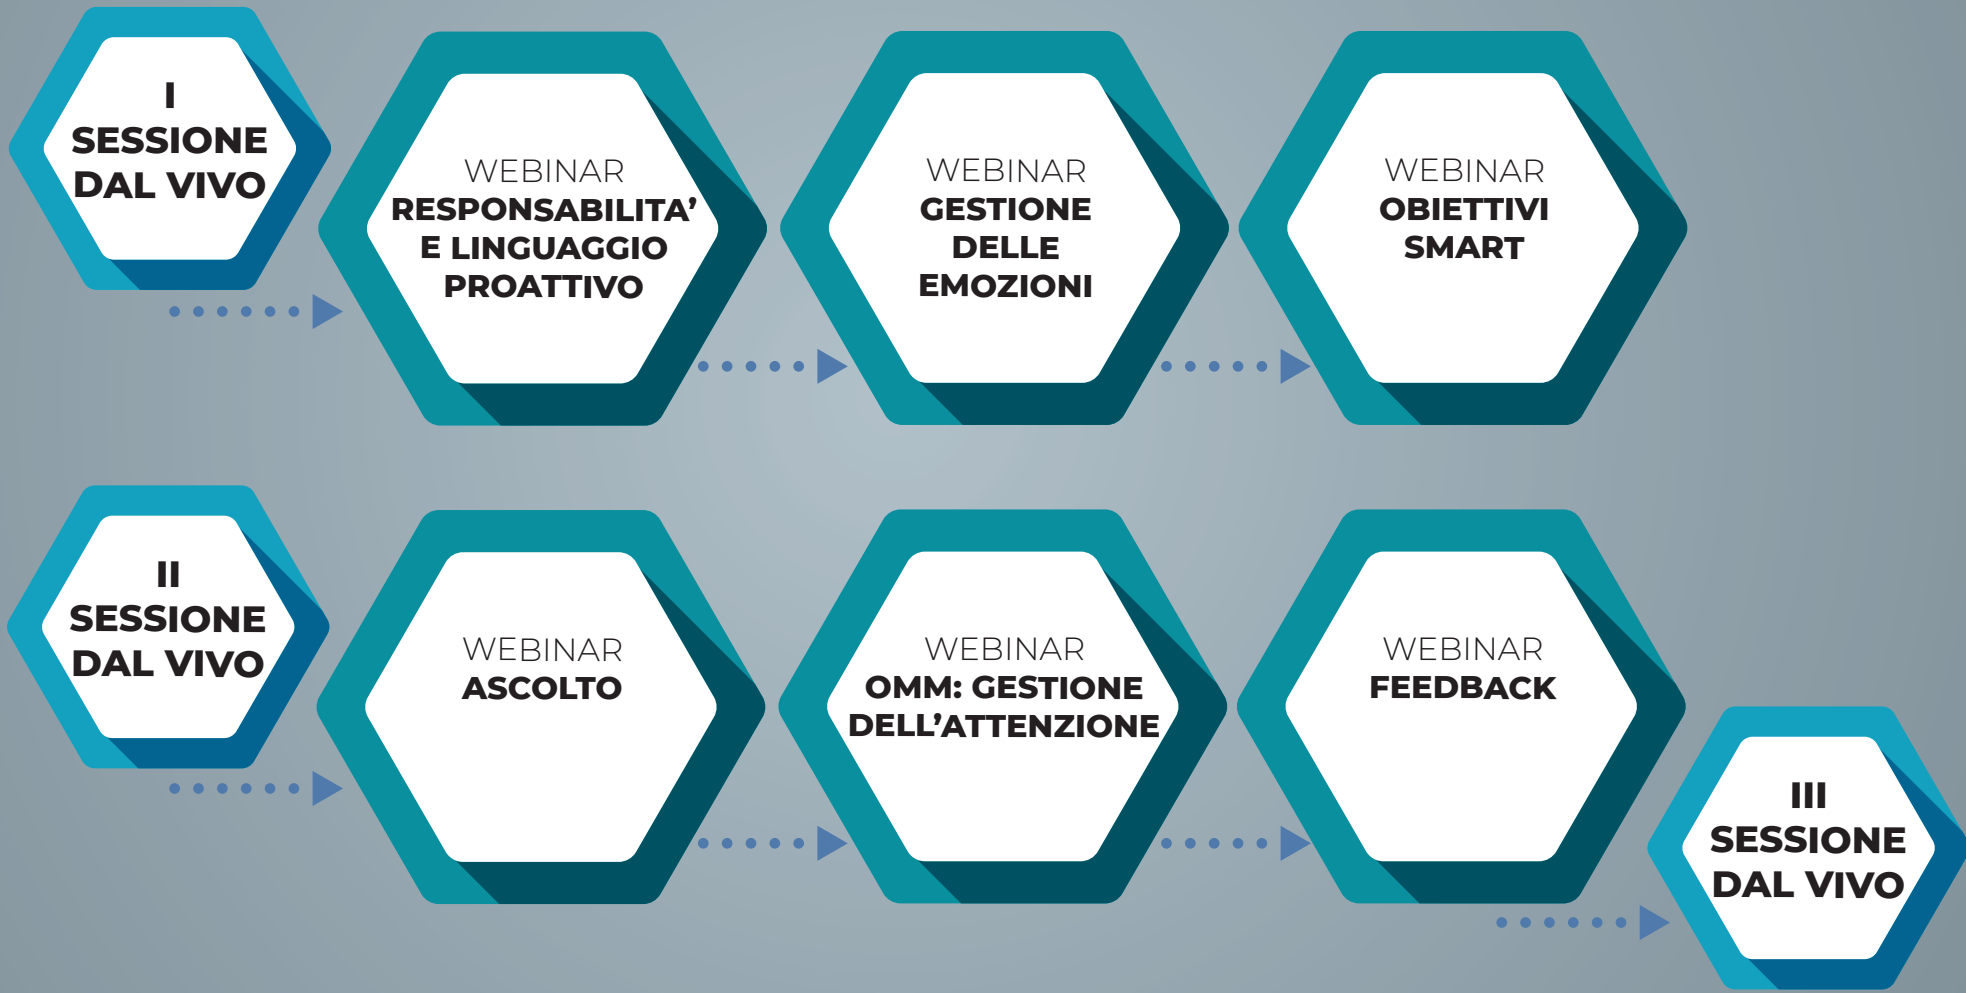 I
SESSIONE
DAL VIVO
WEBINAR
RESPONSABILITA’
E LINGUAGGIO
PROATTIVO
WEBINAR
GESTIONE
DELLE
EMOZIONI
WEBINAR
OBIETTIVI
SMART
II
SESSIONE
DAL VIVO
WEBINAR
ASCOLTO
WEBINAR
OMM: GESTIONE
DELL’ATTENZIONE
WEBINAR
FEEDBACK
III
SESSIONE
DAL VIVO